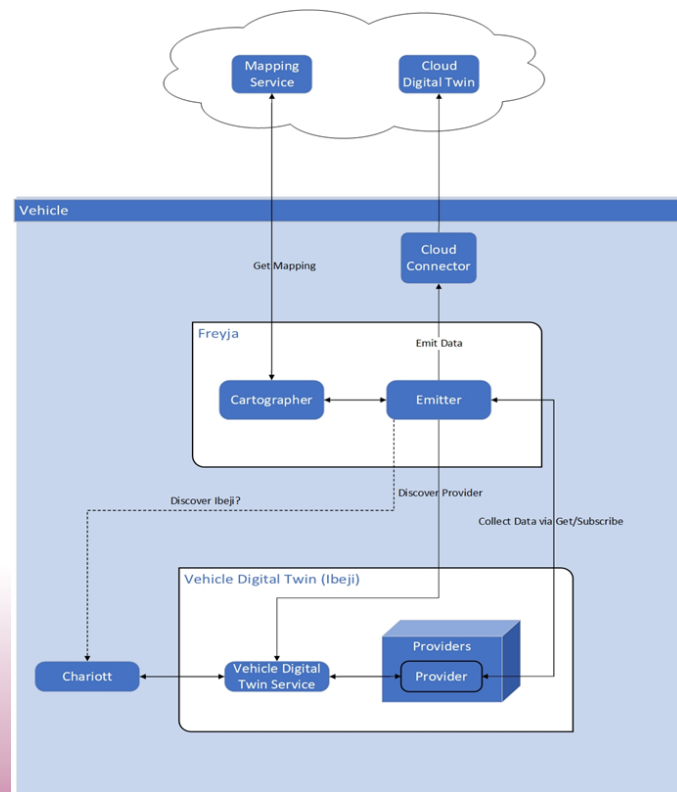 Mapping
Service
Cloud
Digital Twin
Vehicle
Cloud
Connector
Get Mapping
Freyja
Emit Data
Cartographer
Emitter
Discover Ibeji?
Discover Provider
Collect Data via Get/Subscribe
Vehicle Digital Twin (Ibeji)
Providers
Chariott
Vehicle Digital
Twin Service
Provider